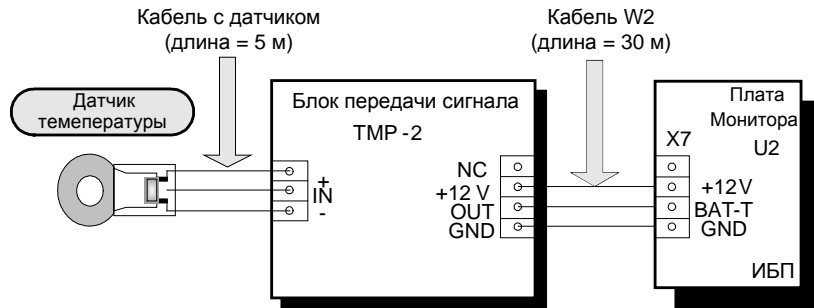 Кабель с датчиком
(длина = 5 м)
Кабель W2
(длина = 30 м)
Датчик
темепературы
Блок передачи сигнала
TMP -2
+
IN
-
NC
+12 V
OUT
GND
Плата
Монитора
U2
X7
+12V
BAT-T
GND
ИБП